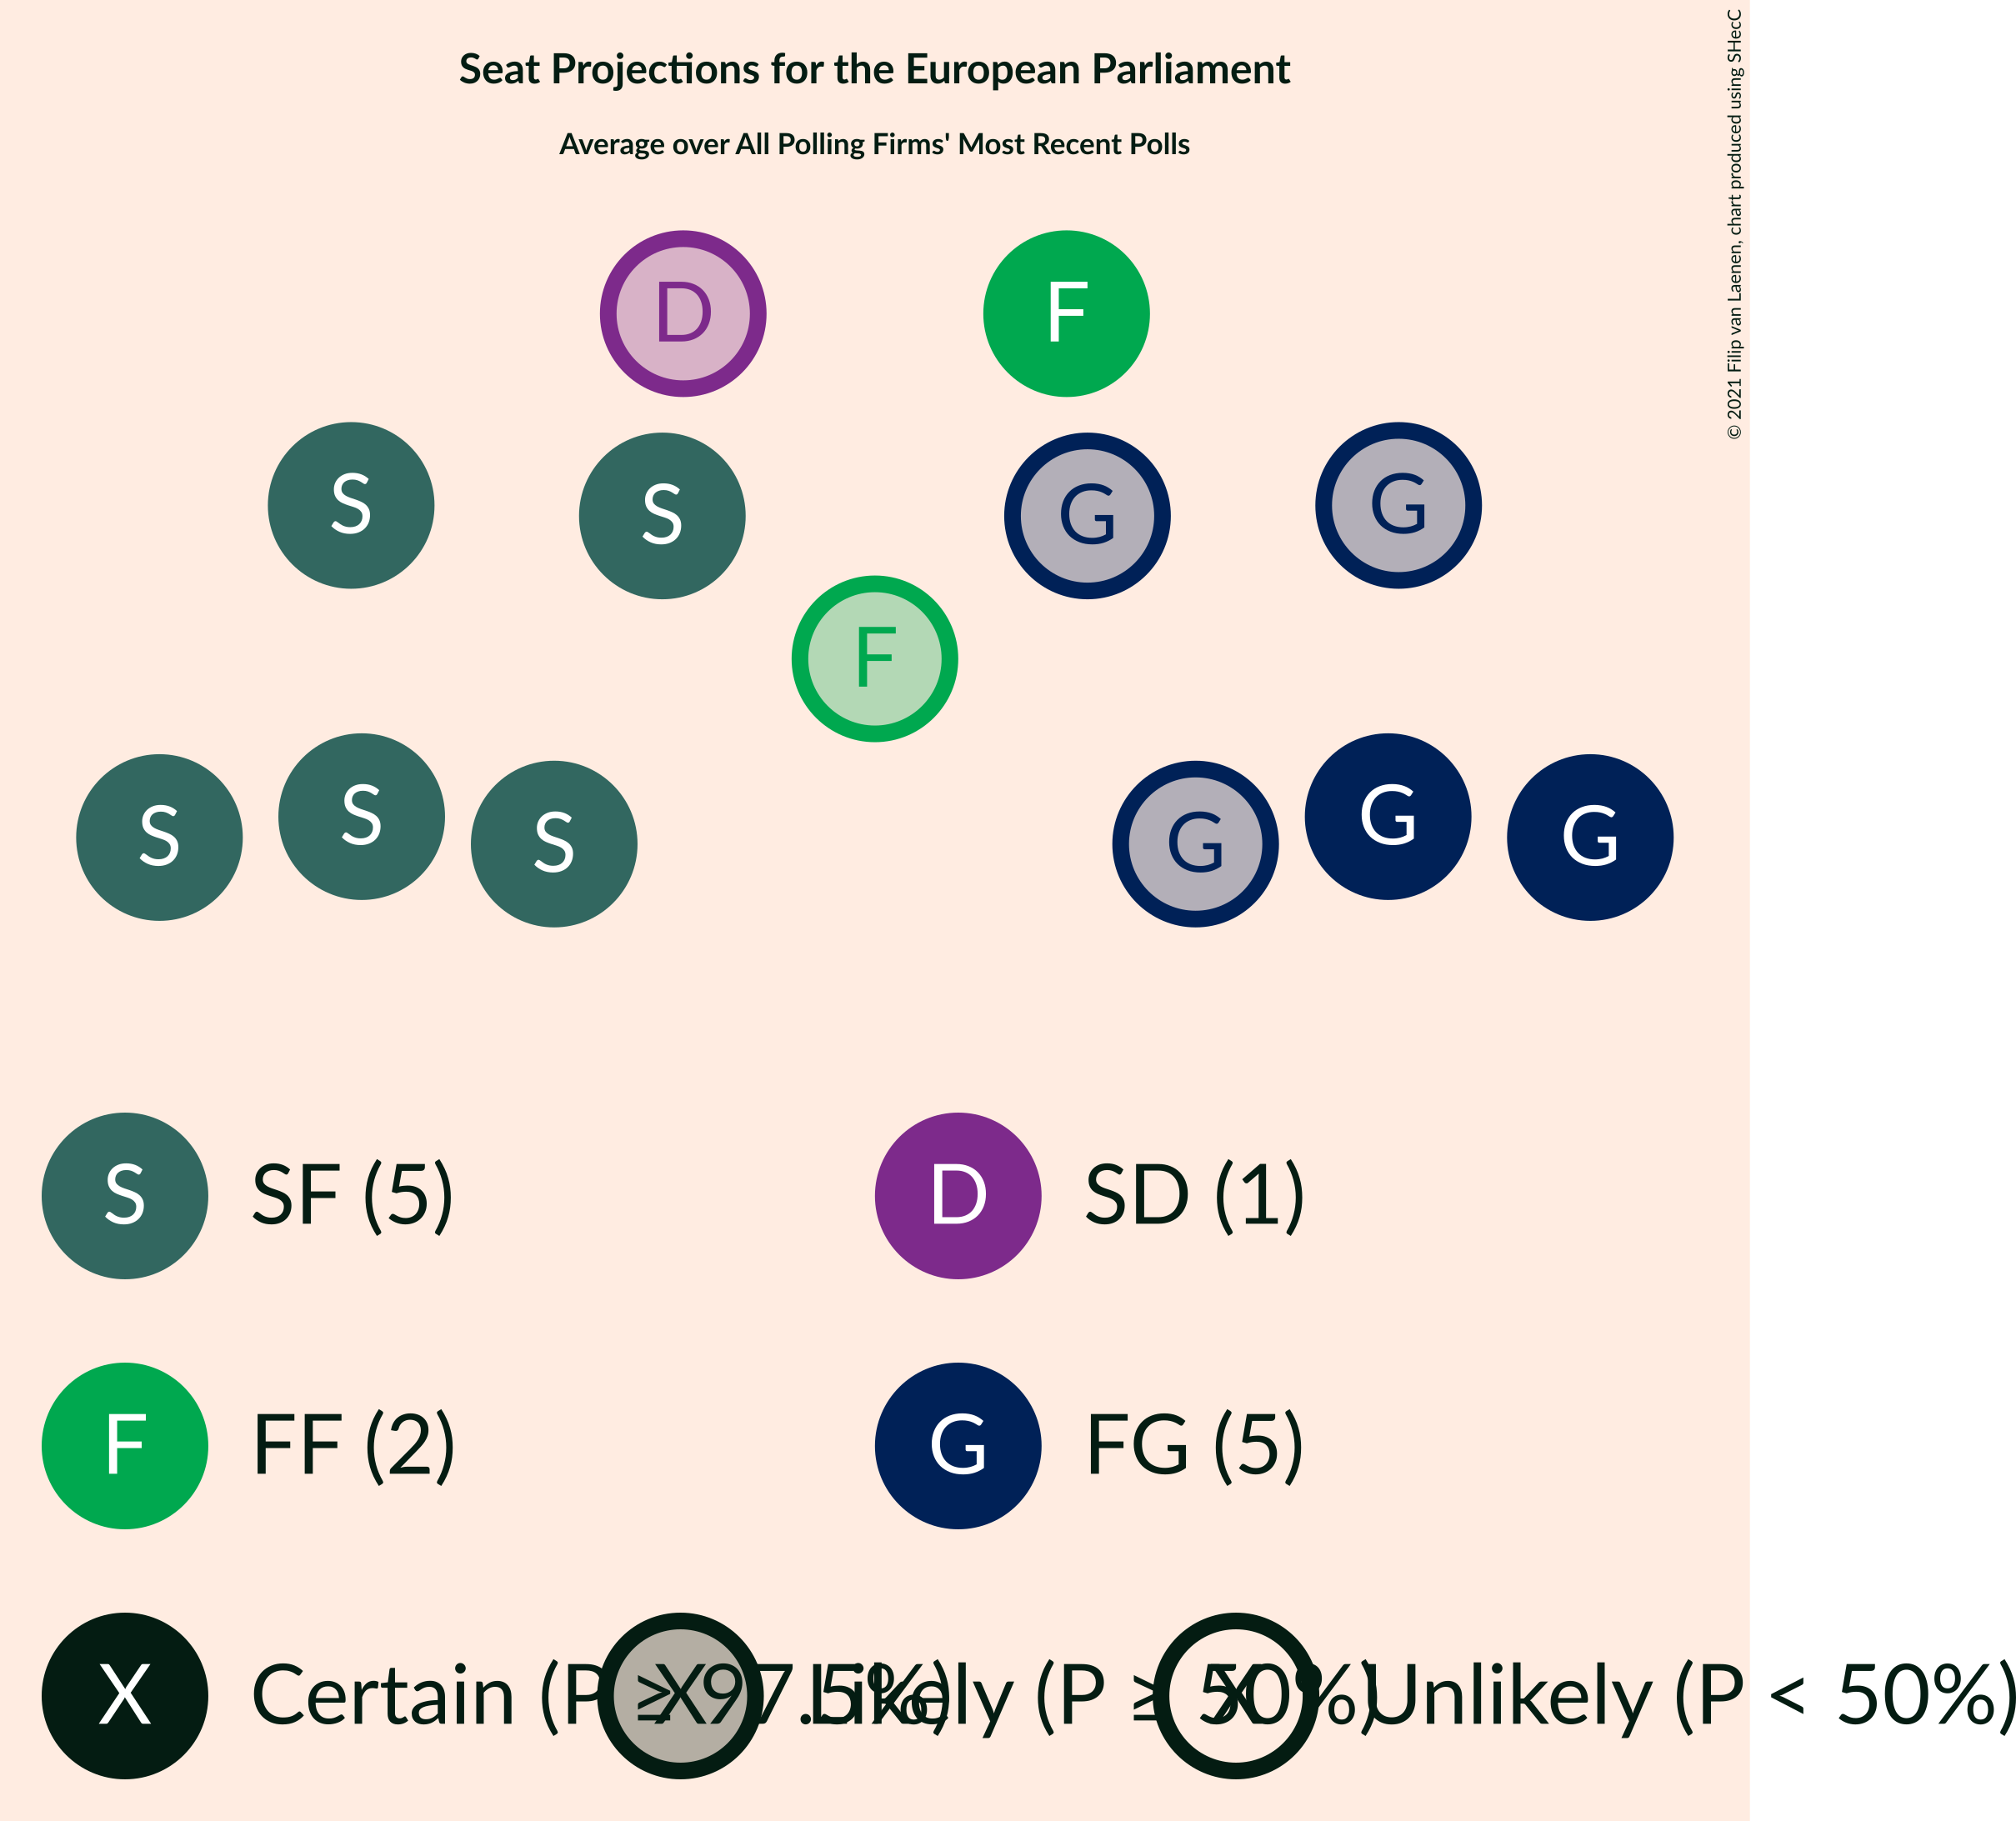 Seat Projections for the European Parliament
Average over All Polling Firms' Most Recent Polls
© 2021 Filip van Laenen, chart produced using SHecC
D F
S S G G
F
S S S G G G
S SF (5) D SD (1)
F FF (2) G FG (5)
X Certain (P ≥ 97.5%) X Likely (P ≥ 50%) X Unlikely (P < 50%)